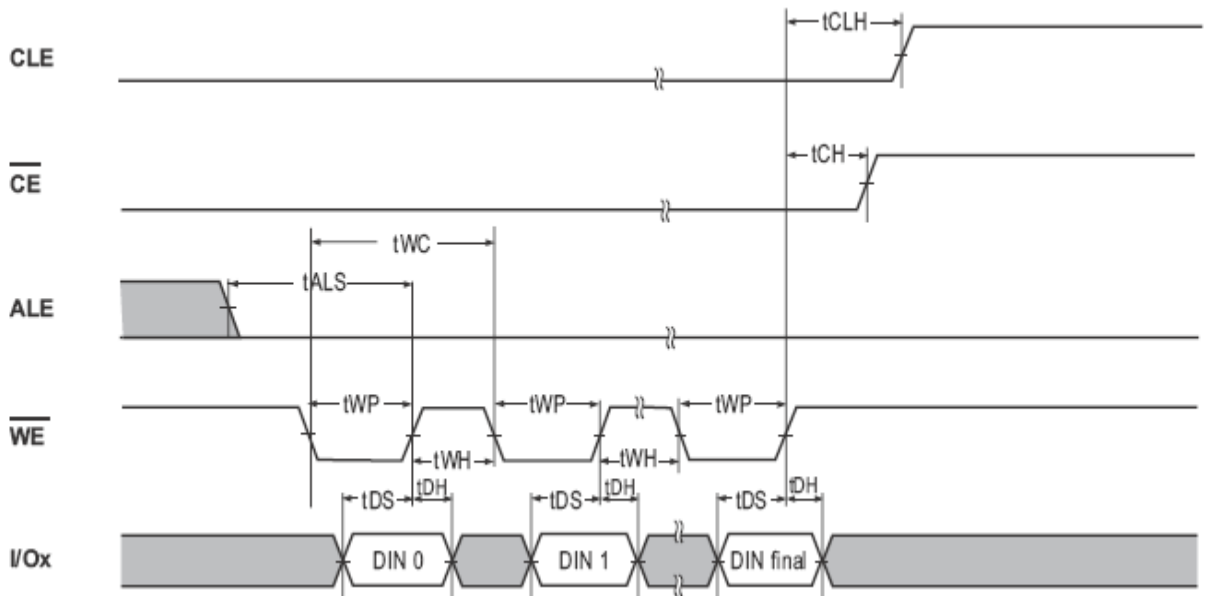 tCLH
CLE
tCH
CE
tWC
tALS
ALE
tWP tWP tWP
WE
tWH tWH
tDS tDH tDS tDH tDS tDH
I/Ox DIN 0 DIN 1 DIN final